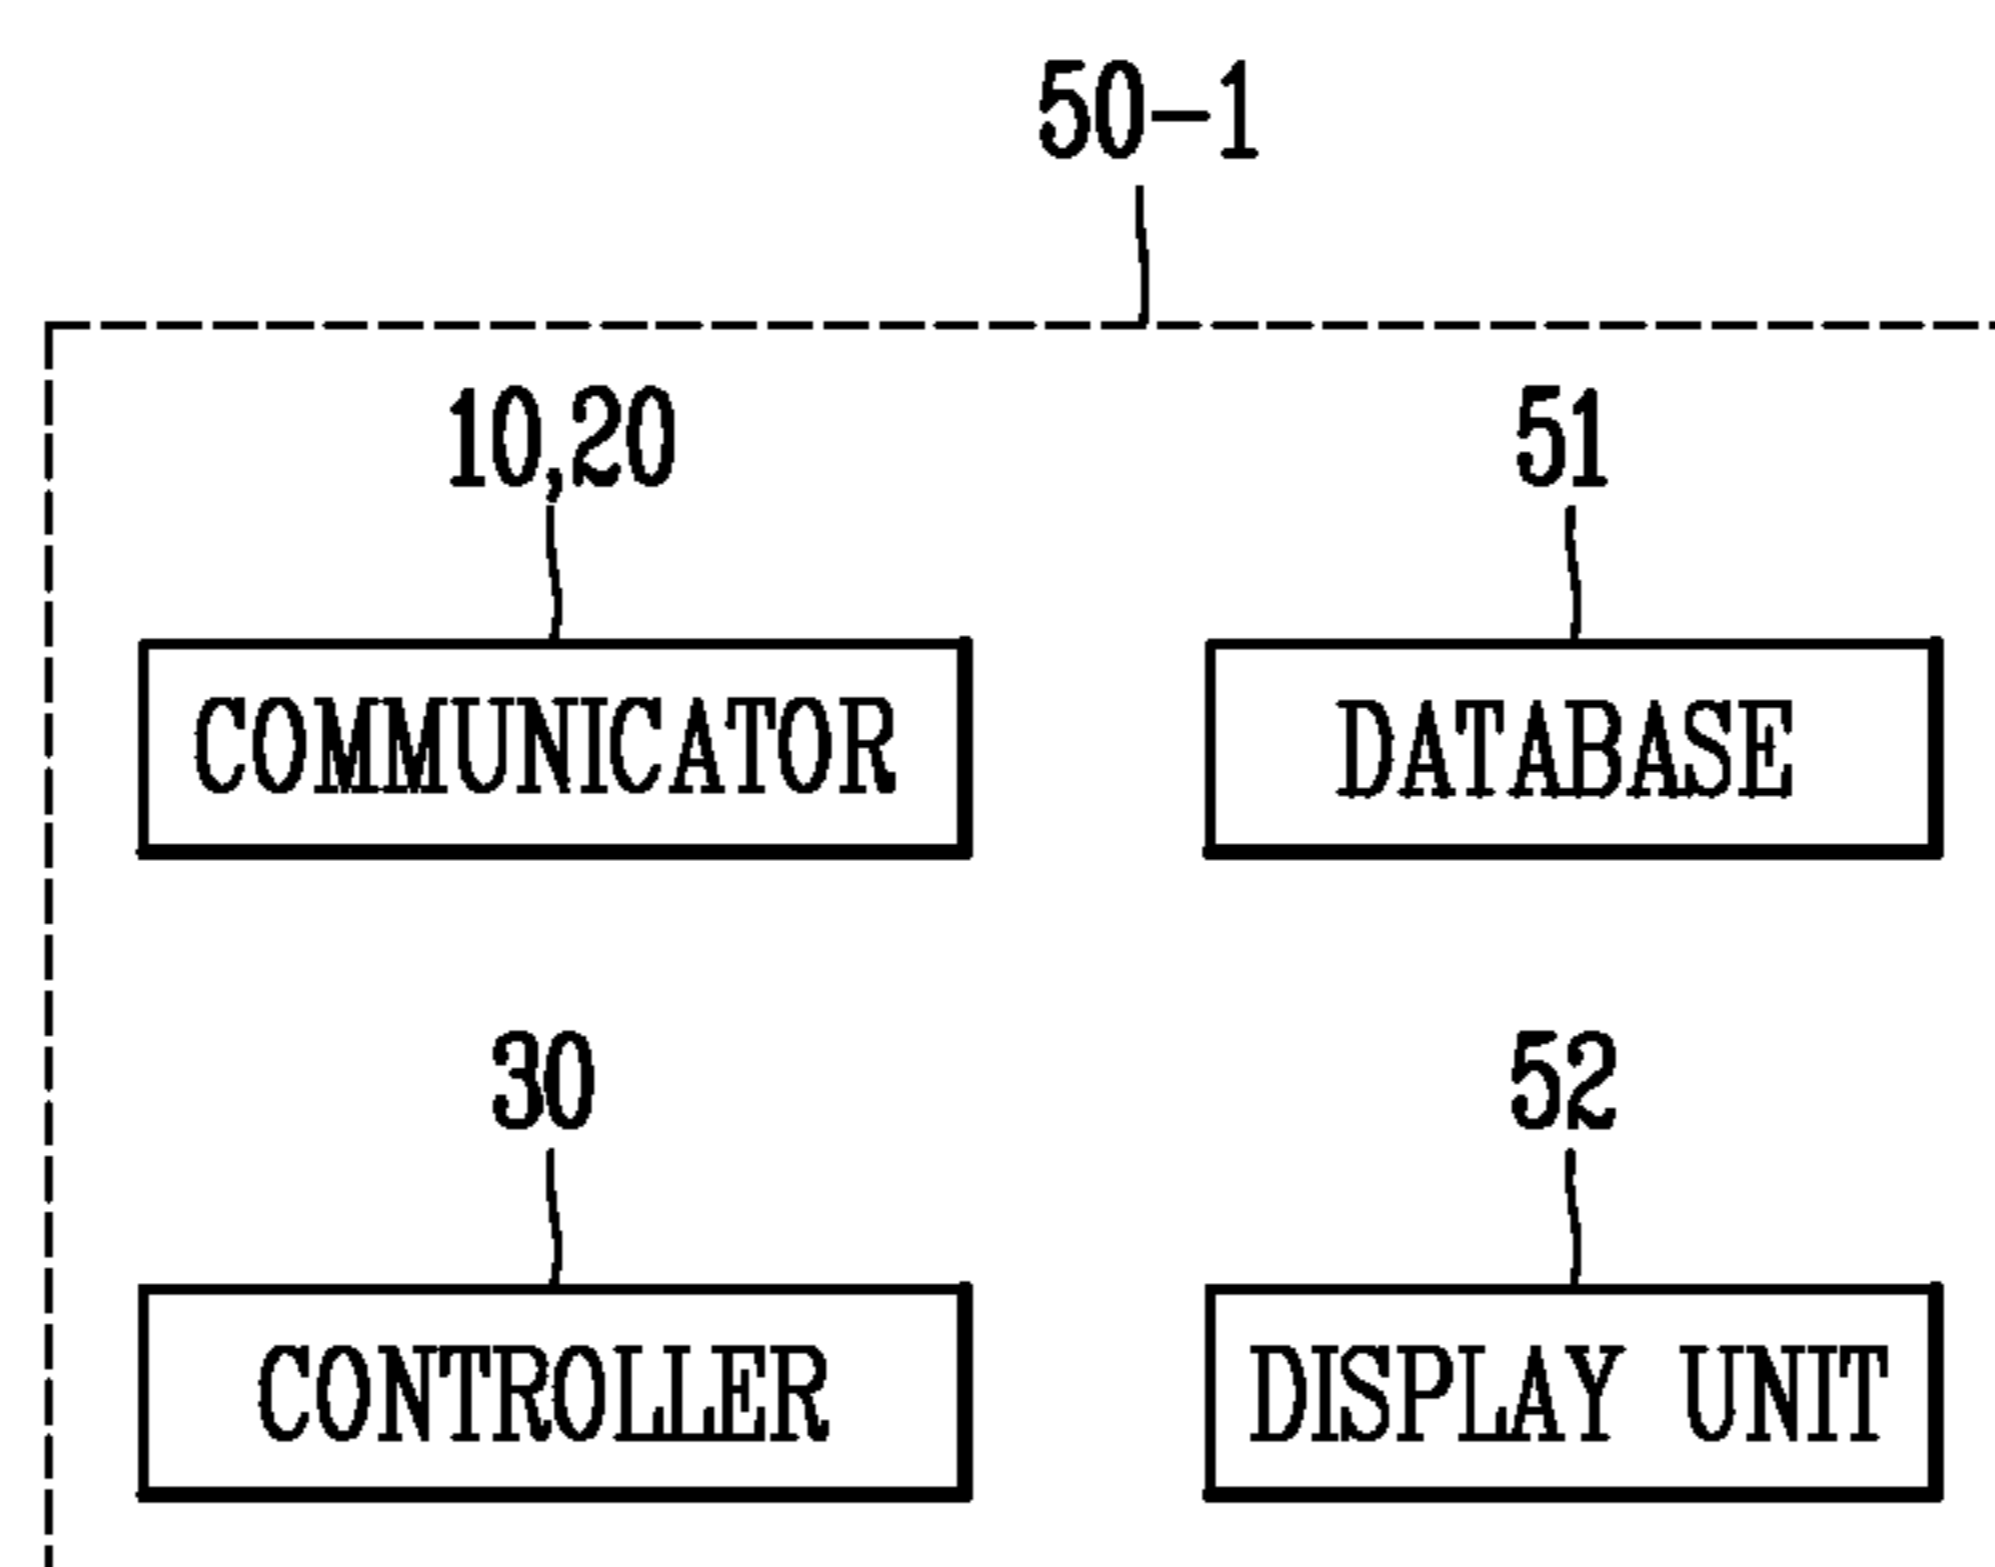 50-1
10,20
51
COMMUNICATOR
DATABASE
30
52
CONTROLLER
DISPLAY UNIT